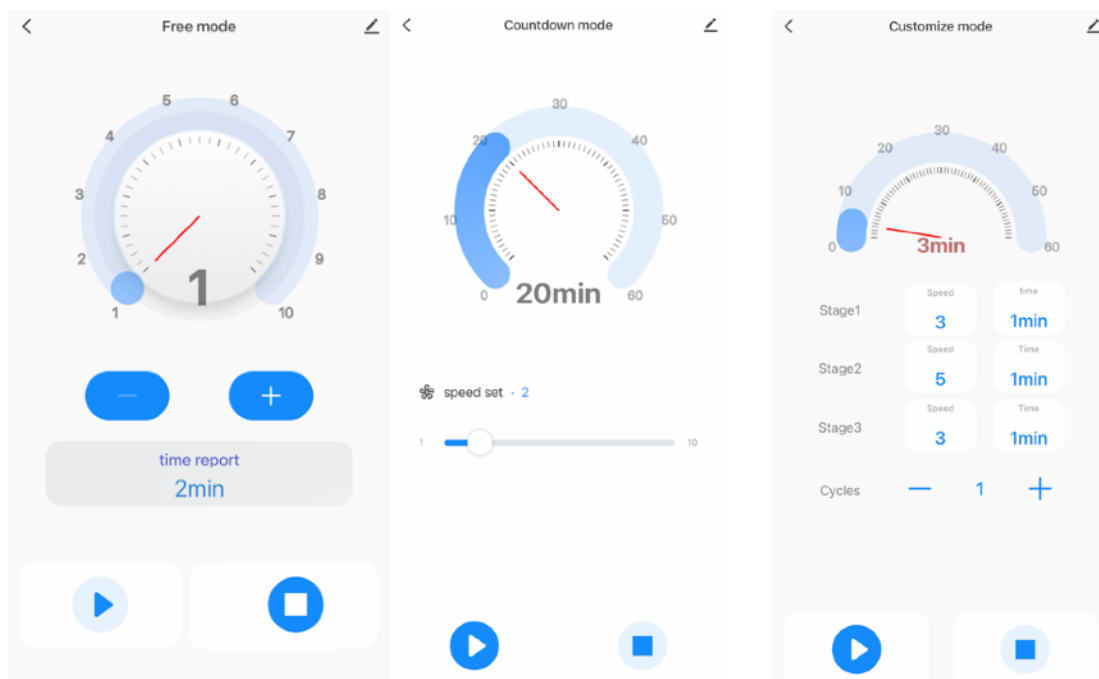 Free mode
5 6
4 7
3 8
2 9
1 10
1
time report
2min
Countdown mode
30
20 40
10 50
0 60
20min
speed set · 2
1 10
Customize mode
30
20 40
10 50
0 60
3min
Speed time
Stage1 3 1min
Speed Time
Stage2 5 1min
Speed Time
Stage3 3 1min
Cycles — 1 +